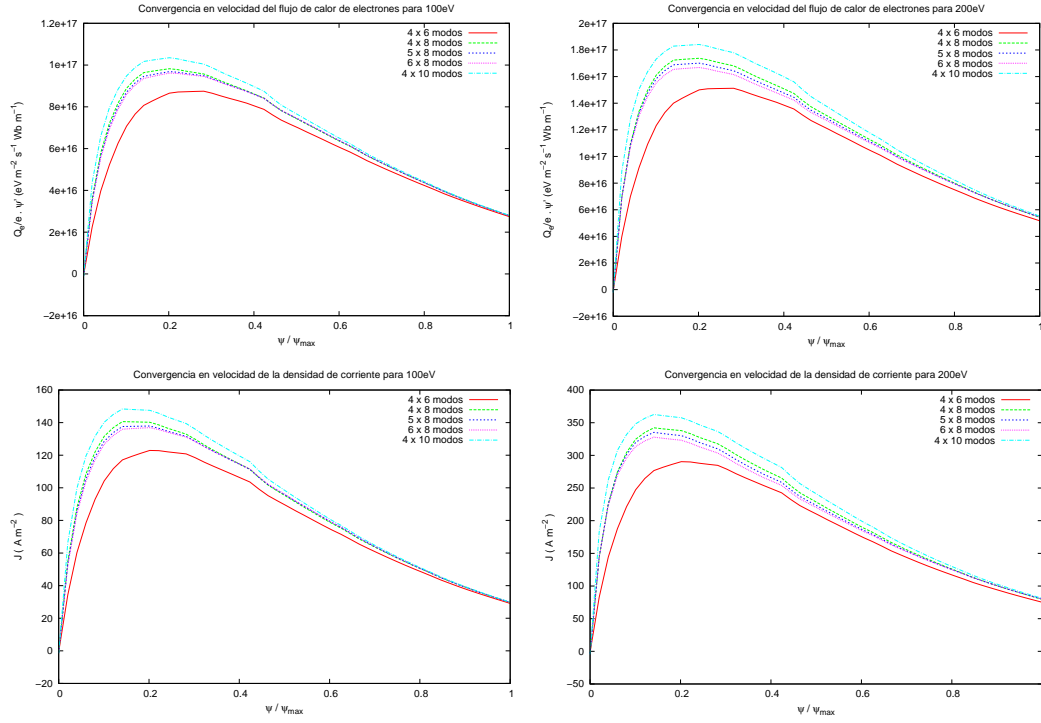 Convergencia en velocidad del flujo de calor de electrones para 100eV
1.2e+17
1e+17
8e+16
6e+16
4e+16
2e+16
0
-2e+16
Qe/e . ψ' (eV m-2 s-1 Wb m-1)
4 x 6 modos
4 x 8 modos
5 x 8 modos
6 x 8 modos
4 x 10 modos
0 0.2 0.4 0.6 0.8 1
ψ / ψmax
Convergencia en velocidad del flujo de calor de electrones para 200eV
2e+17
1.8e+17
1.6e+17
1.4e+17
1.2e+17
1e+17
8e+16
6e+16
4e+16
2e+16
0
-2e+16
Qe/e . ψ' (eV m-2 s-1 Wb m-1)
4 x 6 modos
4 x 8 modos
5 x 8 modos
6 x 8 modos
4 x 10 modos
0 0.2 0.4 0.6 0.8 1
ψ / ψmax
Convergencia en velocidad de la densidad de corriente para 100eV
160
140
120
100
80
60
40
20
0
-20
J ( A m-2 )
4 x 6 modos
4 x 8 modos
5 x 8 modos
6 x 8 modos
4 x 10 modos
0 0.2 0.4 0.6 0.8 1
ψ / ψmax
Convergencia en velocidad de la densidad de corriente para 200eV
400
350
300
250
200
150
100
50
0
-50
J ( A m-2 )
4 x 6 modos
4 x 8 modos
5 x 8 modos
6 x 8 modos
4 x 10 modos
0 0.2 0.4 0.6 0.8 1
ψ / ψmax